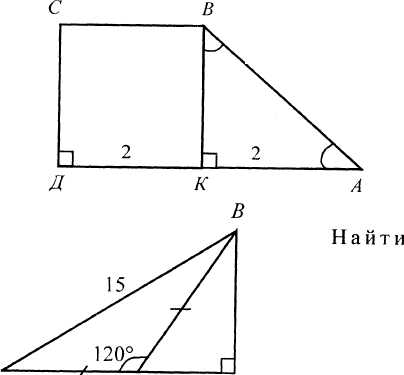 С В
2 2
Д К А
В
Найти
15
120°